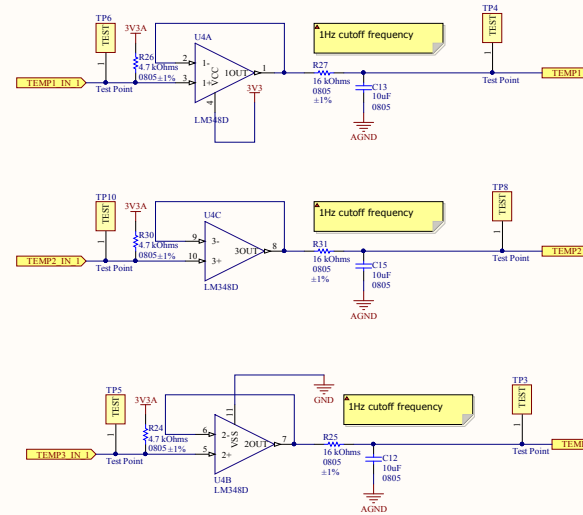 TP6
TEST
1
Test Point
3V3A
R26
4.7 kOhms
0805 ±1%
TEMP1_IN_1
U4A
2
1-
3
1+
1OUT
1
VCC
4
LM348D
3V3
1Hz cutoff frequency
R27
16 kOhms
0805
±1%
C13
10uF
0805
AGND
TP4
TEST
1
Test Point
TEMP1
TP10
TEST
1
Test Point
3V3A
R30
4.7 kOhms
0805 ±1%
TEMP2_IN_1
U4C
9
3-
10
3+
3OUT
8
LM348D
1Hz cutoff frequency
R31
16 kOhms
0805
±1%
C15
10uF
0805
AGND
TP8
TEST
1
Test Point
TEMP2
TP5
TEST
1
Test Point
3V3A
R24
4.7 kOhms
0805 ±1%
TEMP3_IN_1
11
VSS
6
2-
5
2+
2OUT
7
U4B
LM348D
GND
1Hz cutoff frequency
R25
16 kOhms
0805
±1%
C12
10uF
0805
AGND
TP3
TEST
1
Test Point